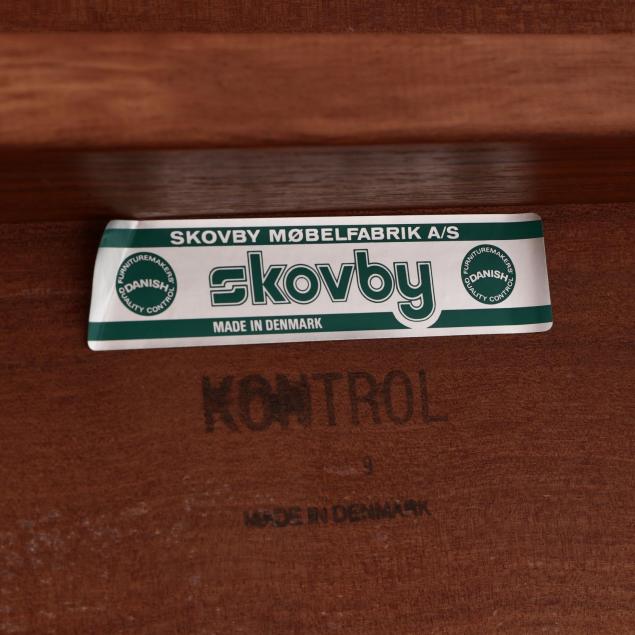 SKOVBY MØBELFABRIK A/S
FURNITUREMAKERS'
DANISH
QUALITY CONTROL
skovby
FURNITUREMAKERS'
DANISH
QUALITY CONTROL
MADE IN DENMARK
KONTROL
9
MADE IN DENMARK